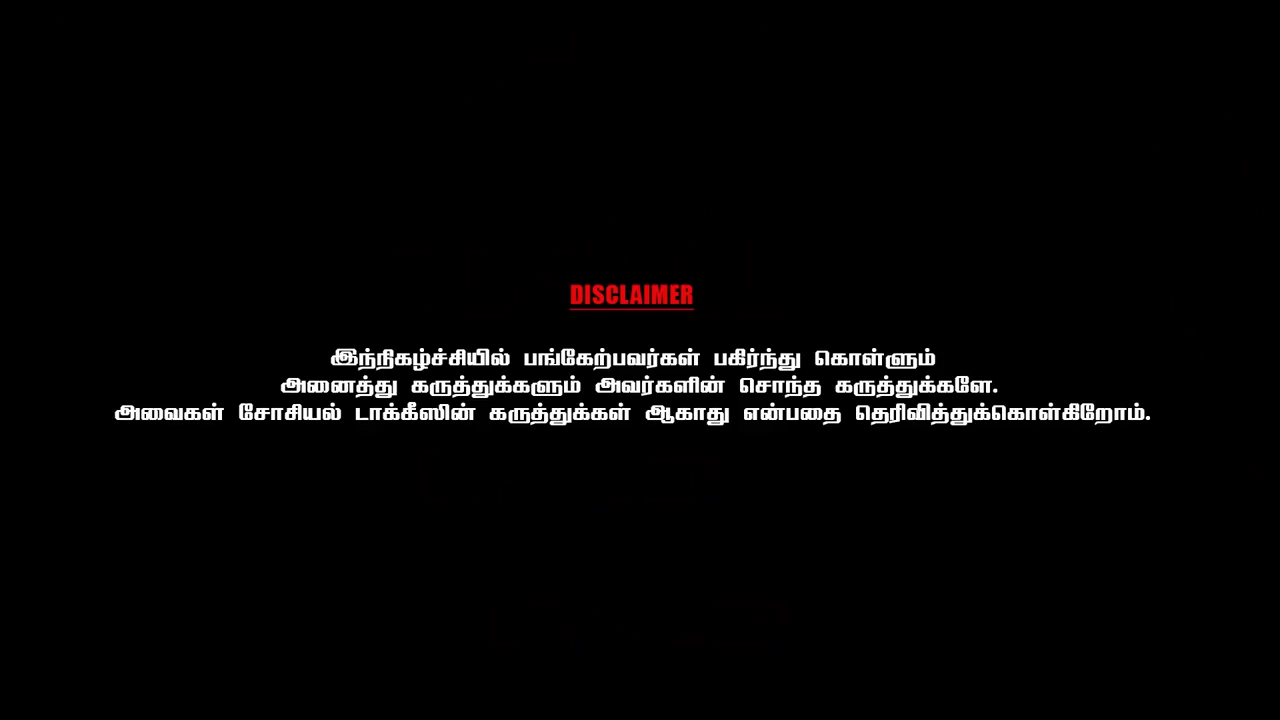 DISCLAIMER
இந்நிகழ்ச்சியில் பங்கேற்பவர்கள் பகிர்ந்து கொள்ளும்
அனைத்து கருத்துக்களும் அவர்களின் சொந்த கருத்துக்களே.
அவைகள் சோசியல் டாக்கீஸின் கருத்துக்கள் ஆகாது என்பதை தெரிவித்துக்கொள்கிறோம்.